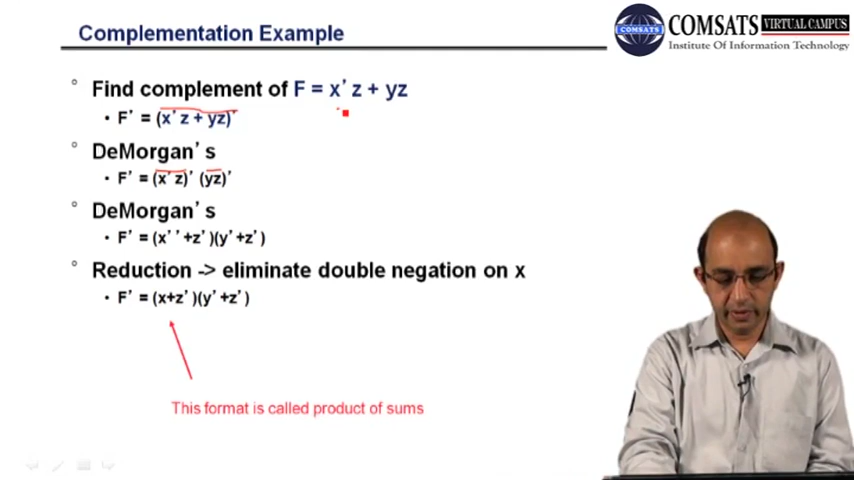 Complementation Example
COMSATS VIRTUAL CAMPUS
Institute Of Information Technology
COMSATS
° Find complement of F = x’ z + yz
• F’ = (x’ z + yz)’
° DeMorgan’ s
• F’ = (x’ z)’ (yz)’
° DeMorgan’ s
• F’ = (x’ ’ +z’ )(y’ +z’ )
° Reduction -> eliminate double negation on x
• F’ = (x+z’ )(y’ +z’ )
This format is called product of sums